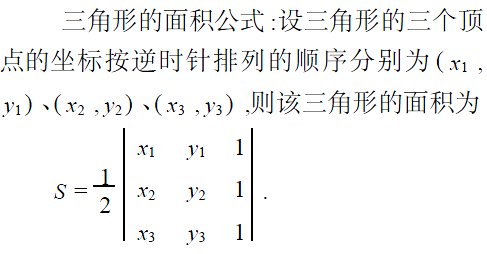 三角形的面积公式:设三角形的三个顶
点的坐标按逆时针排列的顺序分别为(x1,
y1)、(x2,y2)、(x3,y3),则该三角形的面积为
S = 1/2 | x1 y1 1 |
| x2 y2 1 | .
| x3 y3 1 |